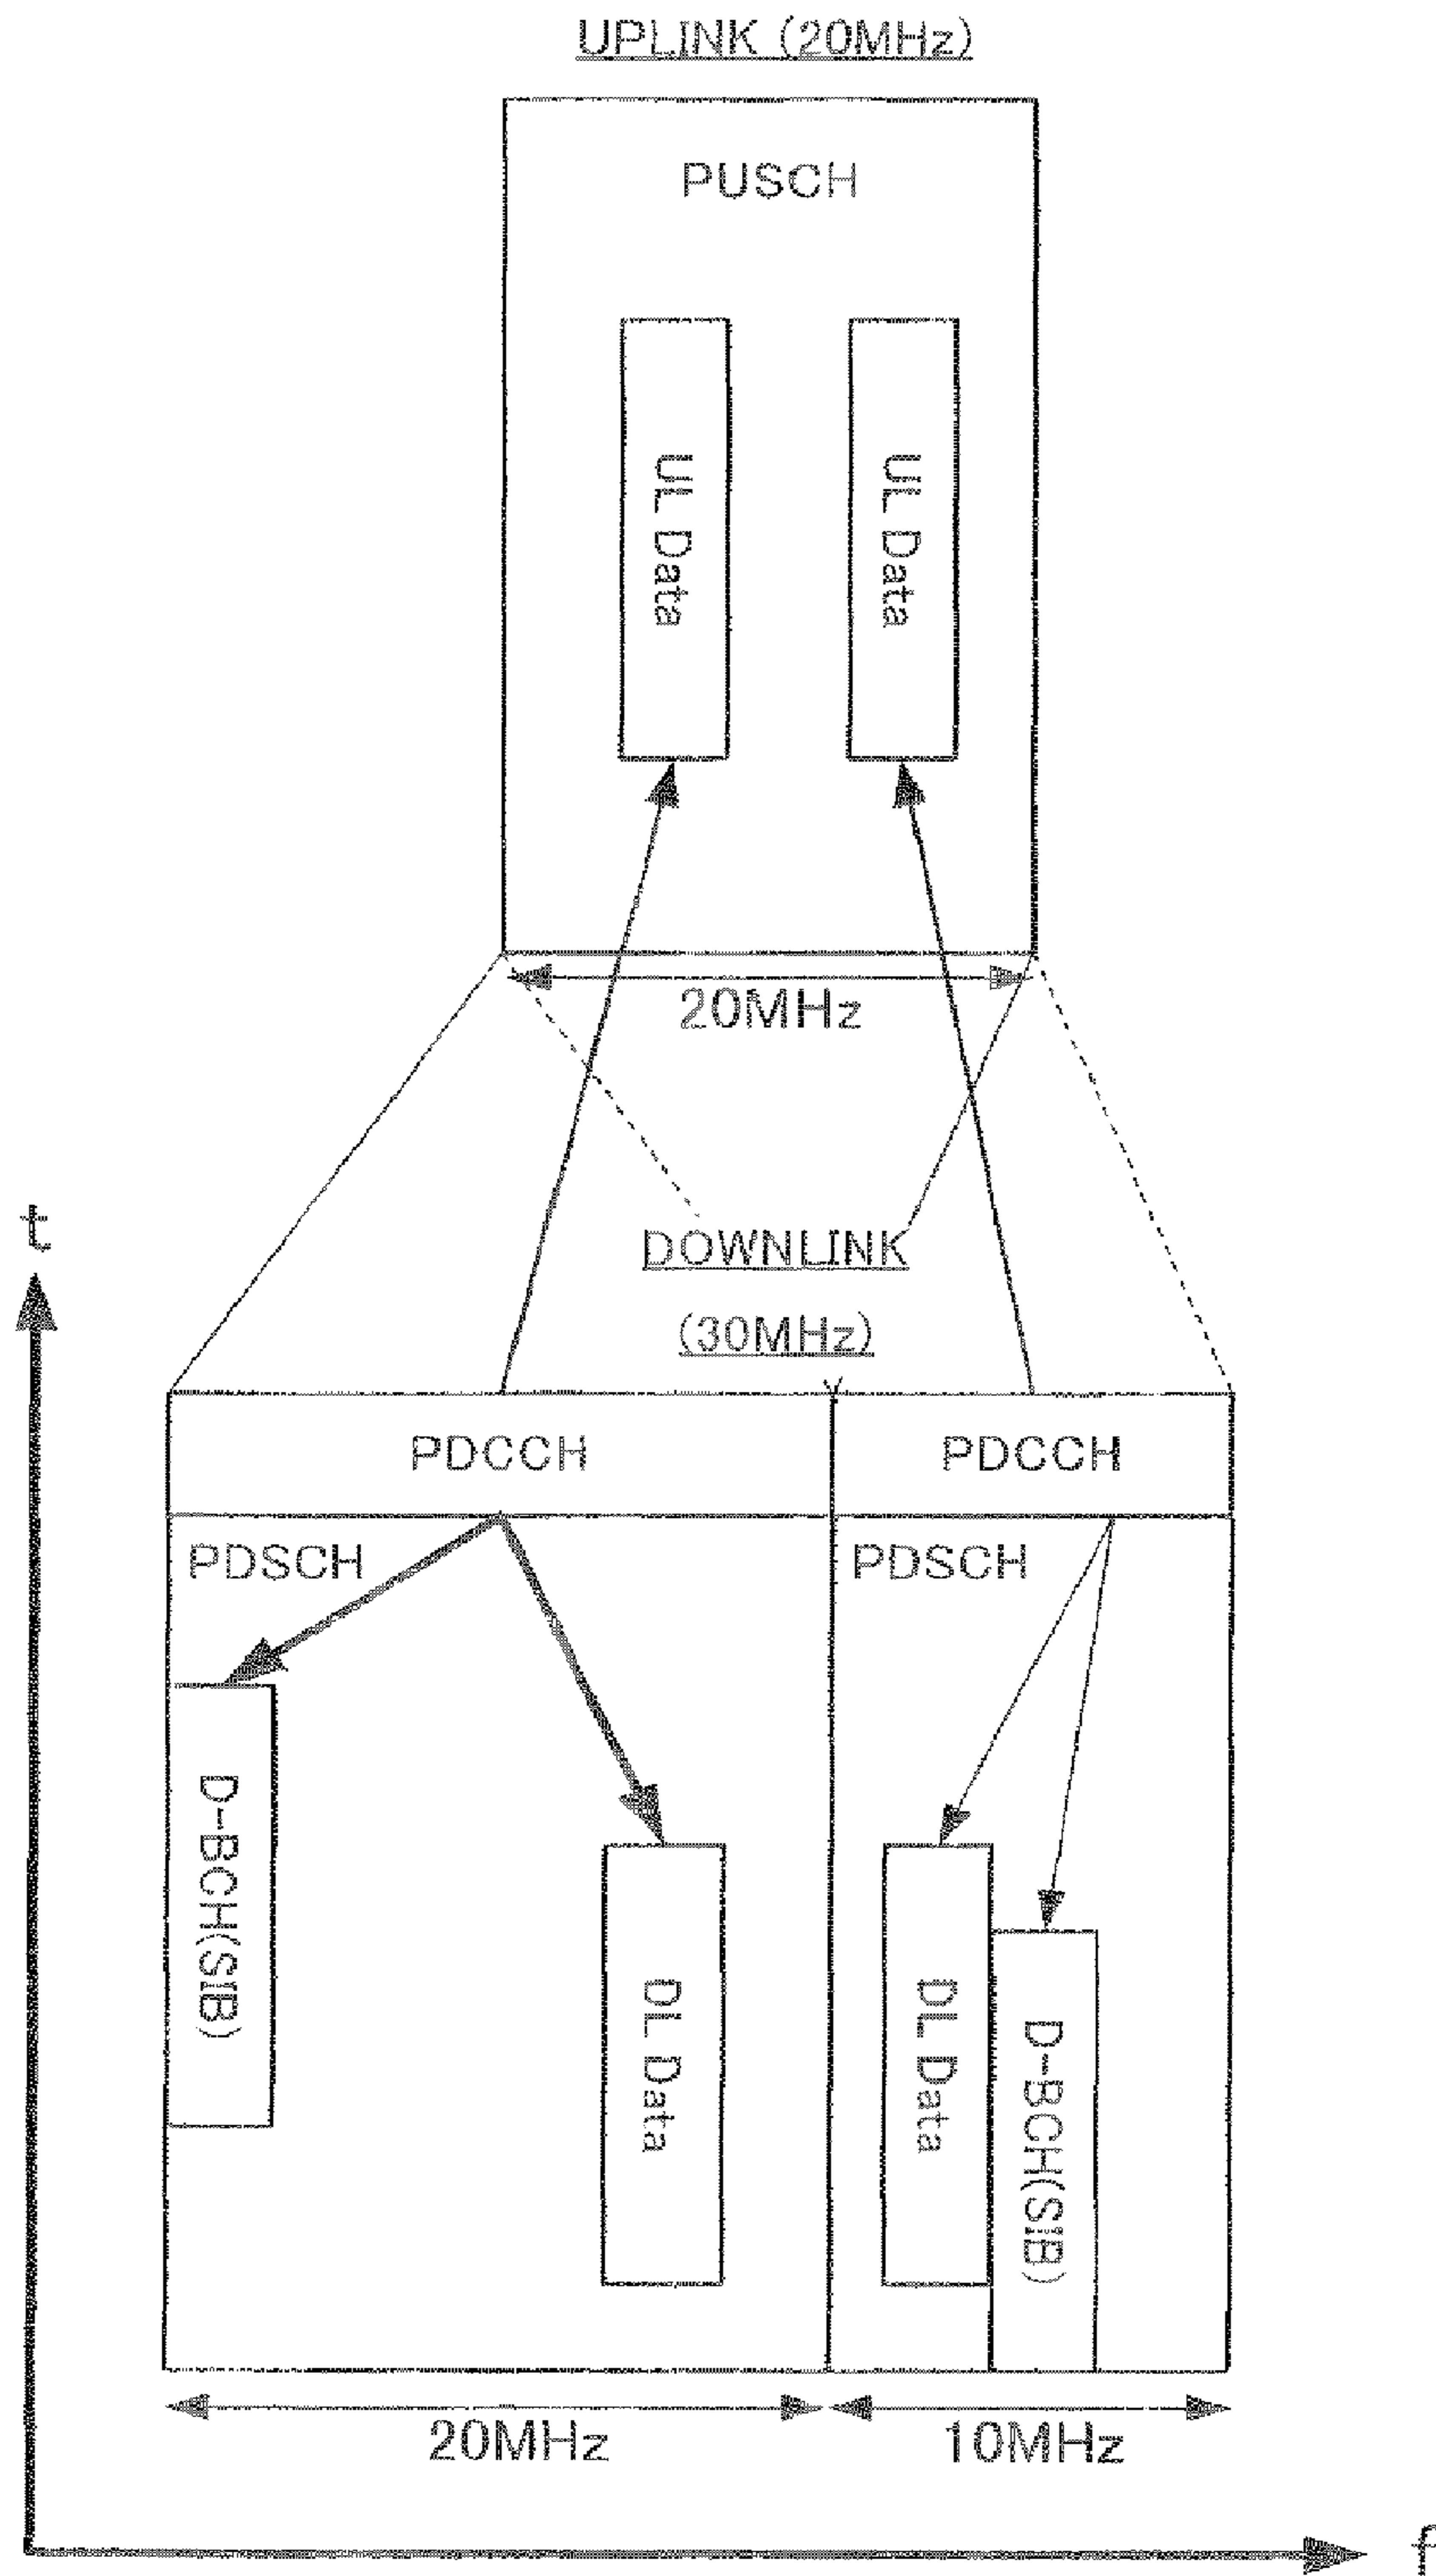 UPLINK (20MHz)
PUSCH
UL Data
UL Data
20MHz
t
DOWNLINK
(30MHz)
PDCCH
PDCCH
PDSCH
PDSCH
D-BCH(SIB)
DL Data
DL Data
D-BCH(SIB)
20MHz
10MHz
f